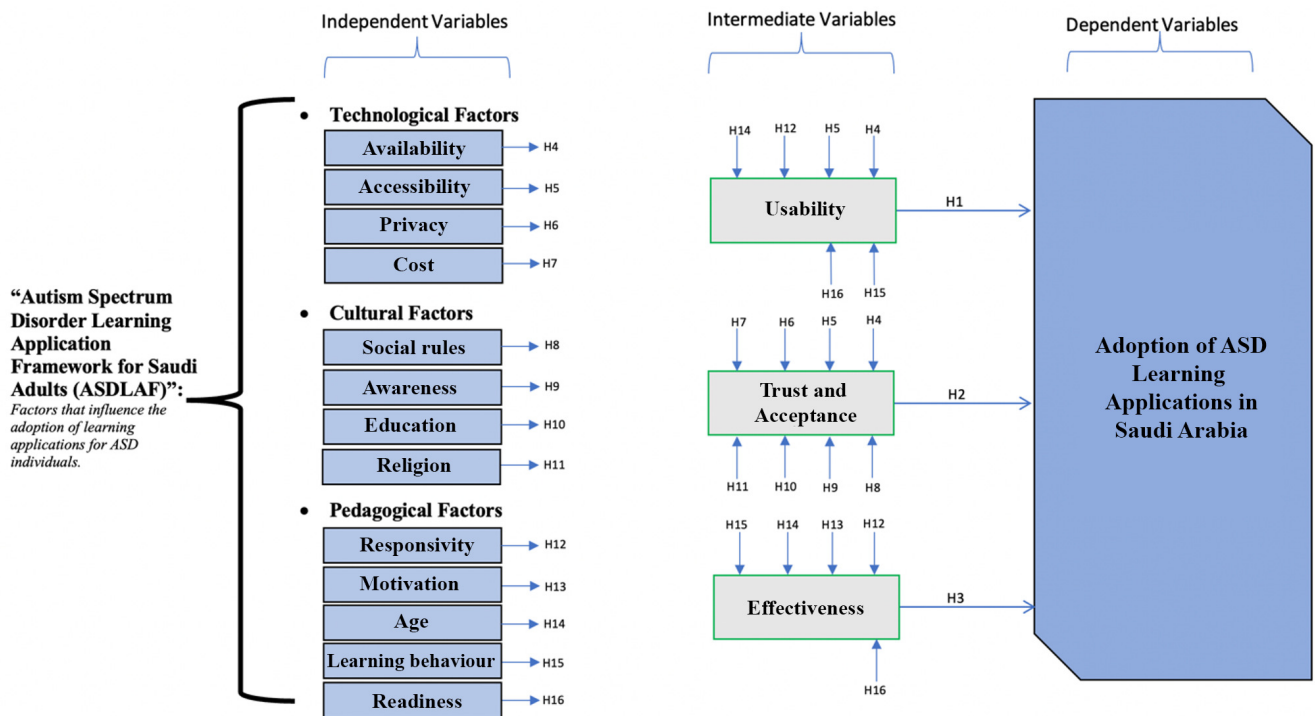 Independent Variables
Intermediate Variables
Dependent Variables
“Autism Spectrum
Disorder Learning
Application
Framework for Saudi
Adults (ASDLAF)”:
Factors that influence the
adoption of learning
applications for ASD
individuals.
• Technological Factors
Availability
H4
Accessibility
H5
Privacy
H6
Cost
H7
• Cultural Factors
Social rules
H8
Awareness
H9
Education
H10
Religion
H11
• Pedagogical Factors
Responsivity
H12
Motivation
H13
Age
H14
Learning behaviour
H15
Readiness
H16
H14
H12
H5
H4
Usability
H16
H15
H1
H7
H6
H5
H4
Trust and
Acceptance
H11
H10
H9
H8
H2
H15
H14
H13
H12
Effectiveness
H16
H3
Adoption of ASD
Learning
Applications in
Saudi Arabia